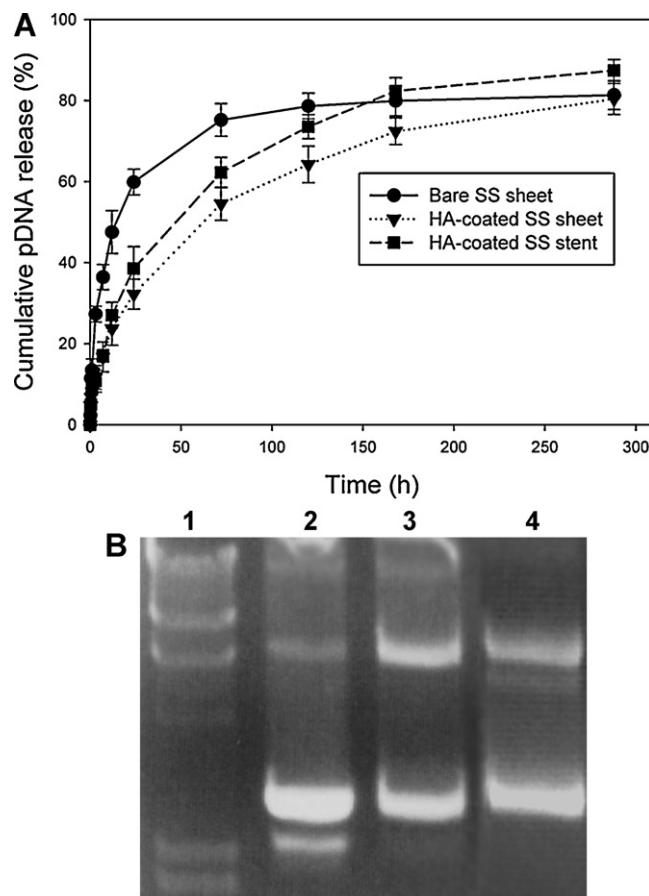 A
Cumulative pDNA release (%)
100
80
60
40
20
0
Bare SS sheet
HA-coated SS sheet
HA-coated SS stent
0 50 100 150 200 250 300
Time (h)
B
1 2 3 4